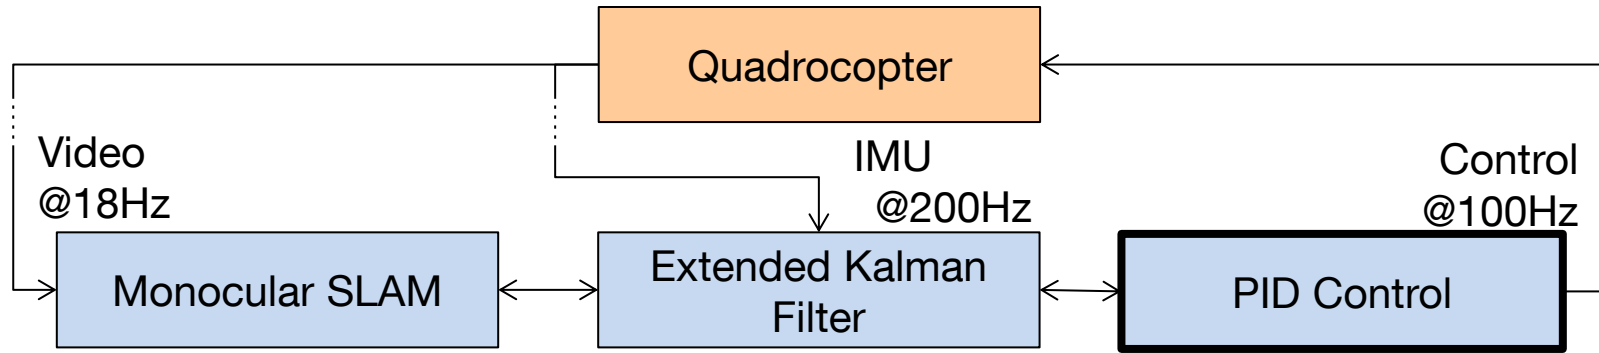 Quadrocopter
Video
@18Hz
IMU
@200Hz
Control
@100Hz
Monocular SLAM
Extended Kalman
Filter
PID Control